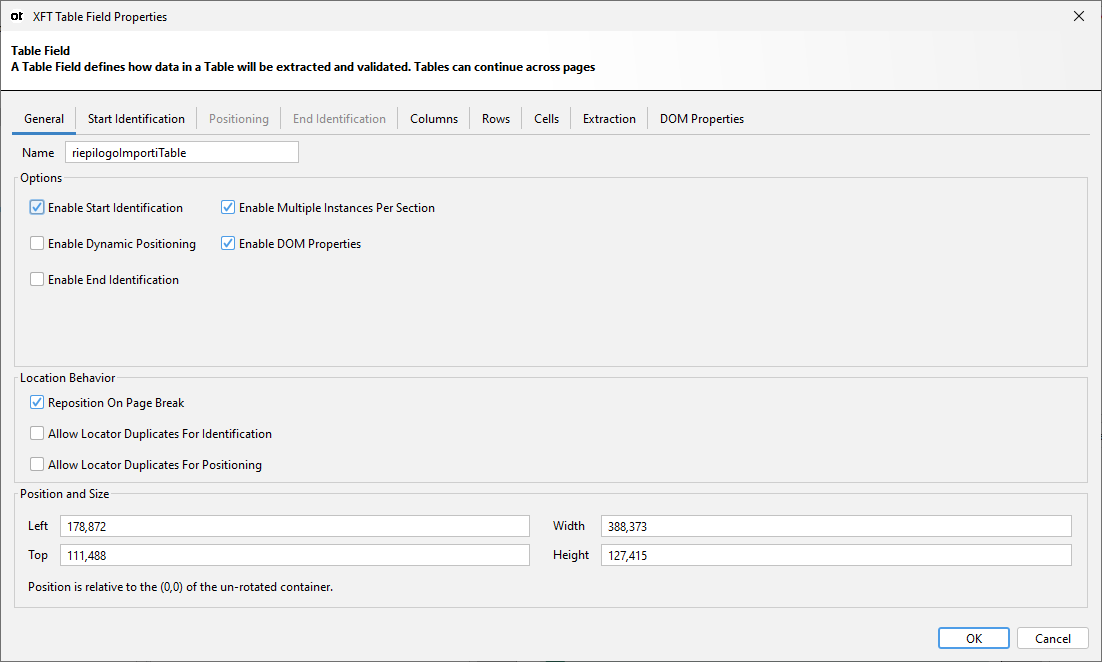 ot XFT Table Field Properties
Table Field
A Table Field defines how data in a Table will be extracted and validated. Tables can continue across pages
General Start Identification Positioning End Identification Columns Rows Cells Extraction DOM Properties
Name riepilogoImportiTable
Options
Enable Start Identification Enable Multiple Instances Per Section
Enable Dynamic Positioning Enable DOM Properties
Enable End Identification
Location Behavior
Reposition On Page Break
Allow Locator Duplicates For Identification
Allow Locator Duplicates For Positioning
Position and Size
Left 178,872 Width 388,373
Top 111,488 Height 127,415
Position is relative to the (0,0) of the un-rotated container.
OK Cancel